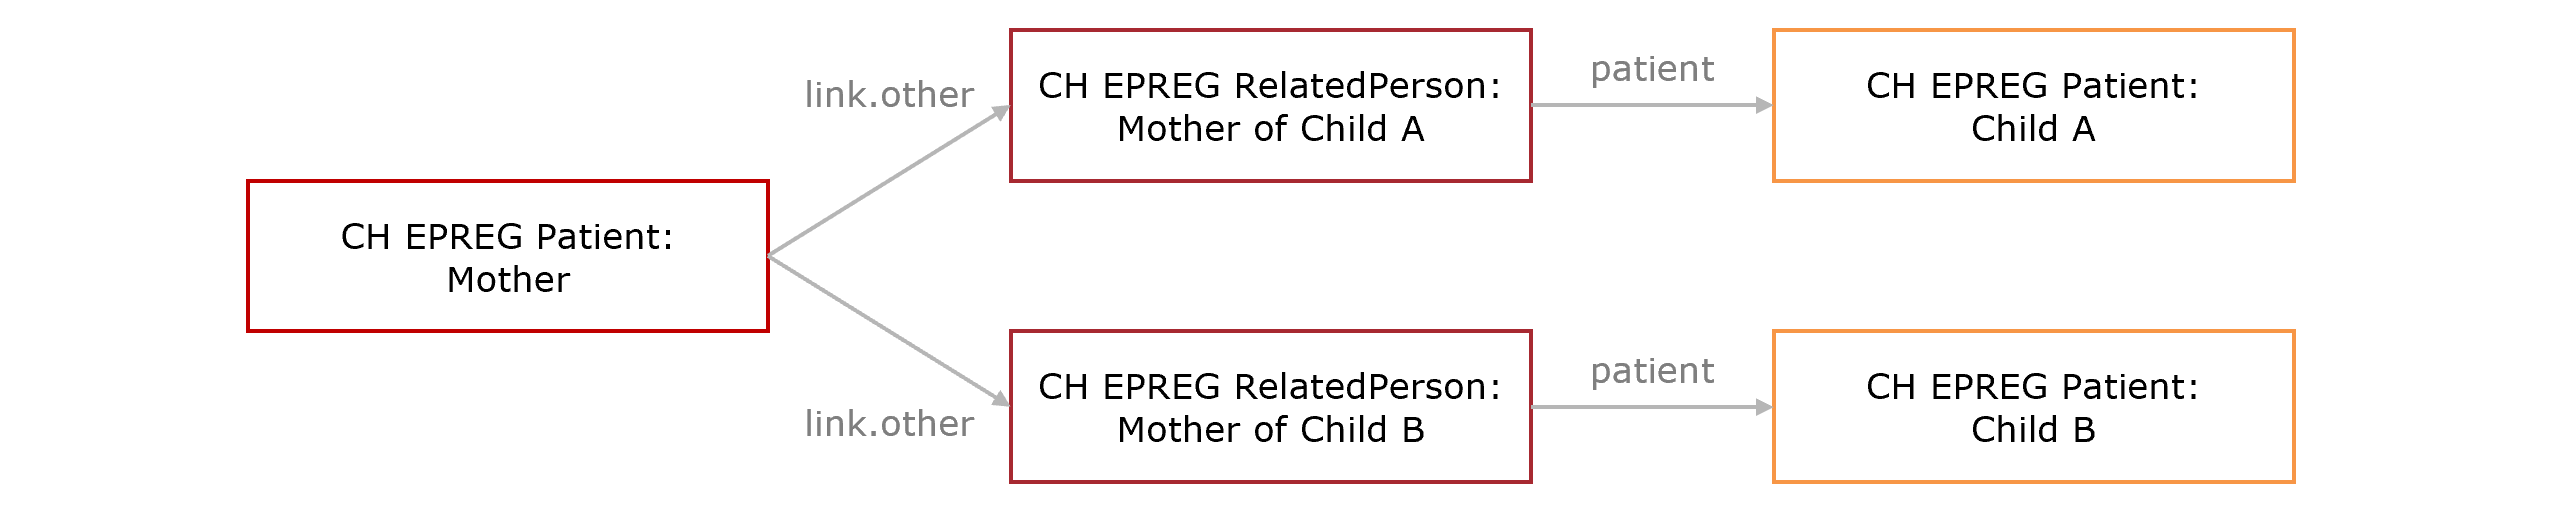 CH EPREG Patient:
Mother
link.other
link.other
CH EPREG RelatedPerson:
Mother of Child A
patient
CH EPREG Patient:
Child A
CH EPREG RelatedPerson:
Mother of Child B
patient
CH EPREG Patient:
Child B